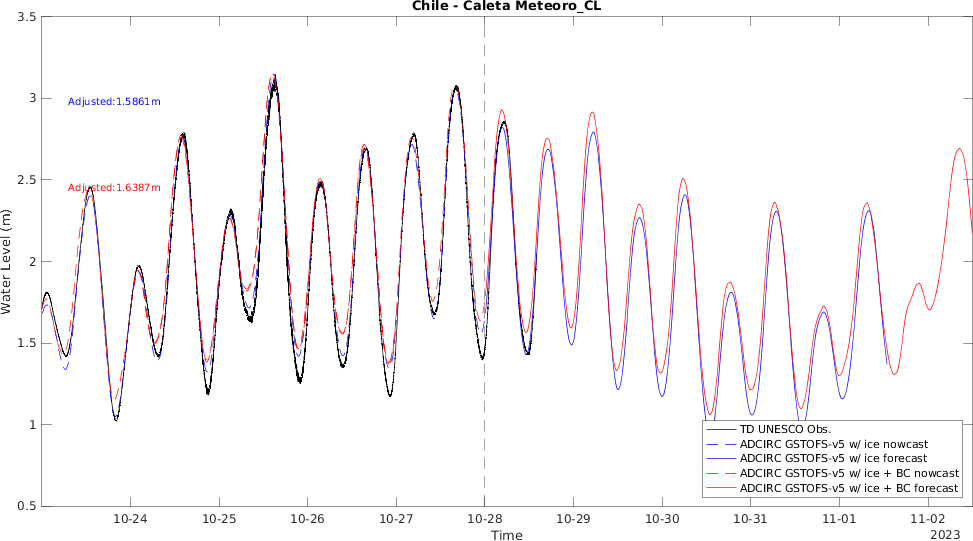 Chile - Caleta Meteoro_CL
3.5
3
2.5
2
1.5
1
0.5
Water Level (m)
Adjusted:1.5861m
Adjusted:1.6387m
TD UNESCO Obs.
ADCIRC GSTOFS-v5 w/ ice nowcast
ADCIRC GSTOFS-v5 w/ ice forecast
ADCIRC GSTOFS-v5 w/ ice + BC nowcast
ADCIRC GSTOFS-v5 w/ ice + BC forecast
10-24 10-25 10-26 10-27 10-28 10-29 10-30 10-31 11-01 11-02
Time
2023